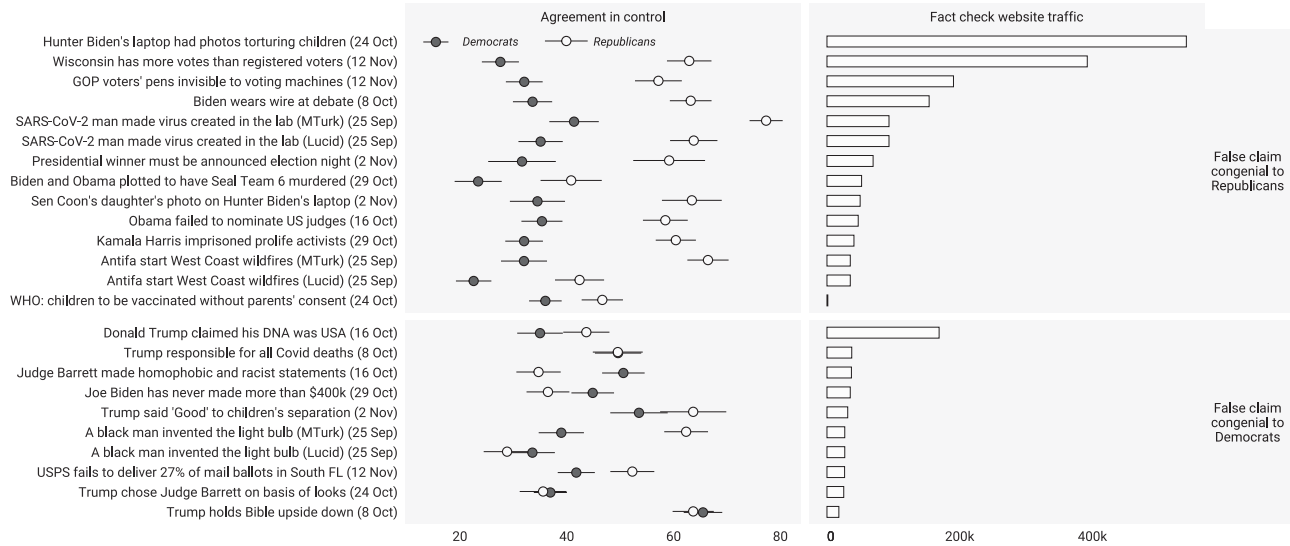 Agreement in control
Fact check website traffic
Democrats
Republicans
Hunter Biden's laptop had photos torturing children (24 Oct)
Wisconsin has more votes than registered voters (12 Nov)
GOP voters' pens invisible to voting machines (12 Nov)
Biden wears wire at debate (8 Oct)
SARS-CoV-2 man made virus created in the lab (MTurk) (25 Sep)
SARS-CoV-2 man made virus created in the lab (Lucid) (25 Sep)
Presidential winner must be announced election night (2 Nov)
Biden and Obama plotted to have Seal Team 6 murdered (29 Oct)
Sen Coon's daughter's photo on Hunter Biden's laptop (2 Nov)
Obama failed to nominate US judges (16 Oct)
Kamala Harris imprisoned prolife activists (29 Oct)
Antifa start West Coast wildfires (MTurk) (25 Sep)
Antifa start West Coast wildfires (Lucid) (25 Sep)
WHO: children to be vaccinated without parents' consent (24 Oct)
False claim
congenial to
Republicans
Donald Trump claimed his DNA was USA (16 Oct)
Trump responsible for all Covid deaths (8 Oct)
Judge Barrett made homophobic and racist statements (16 Oct)
Joe Biden has never made more than $400k (29 Oct)
Trump said 'Good' to children's separation (2 Nov)
A black man invented the light bulb (MTurk) (25 Sep)
A black man invented the light bulb (Lucid) (25 Sep)
USPS fails to deliver 27% of mail ballots in South FL (12 Nov)
Trump chose Judge Barrett on basis of looks (24 Oct)
Trump holds Bible upside down (8 Oct)
False claim
congenial to
Democrats
20 40 60 80
0 200k 400k